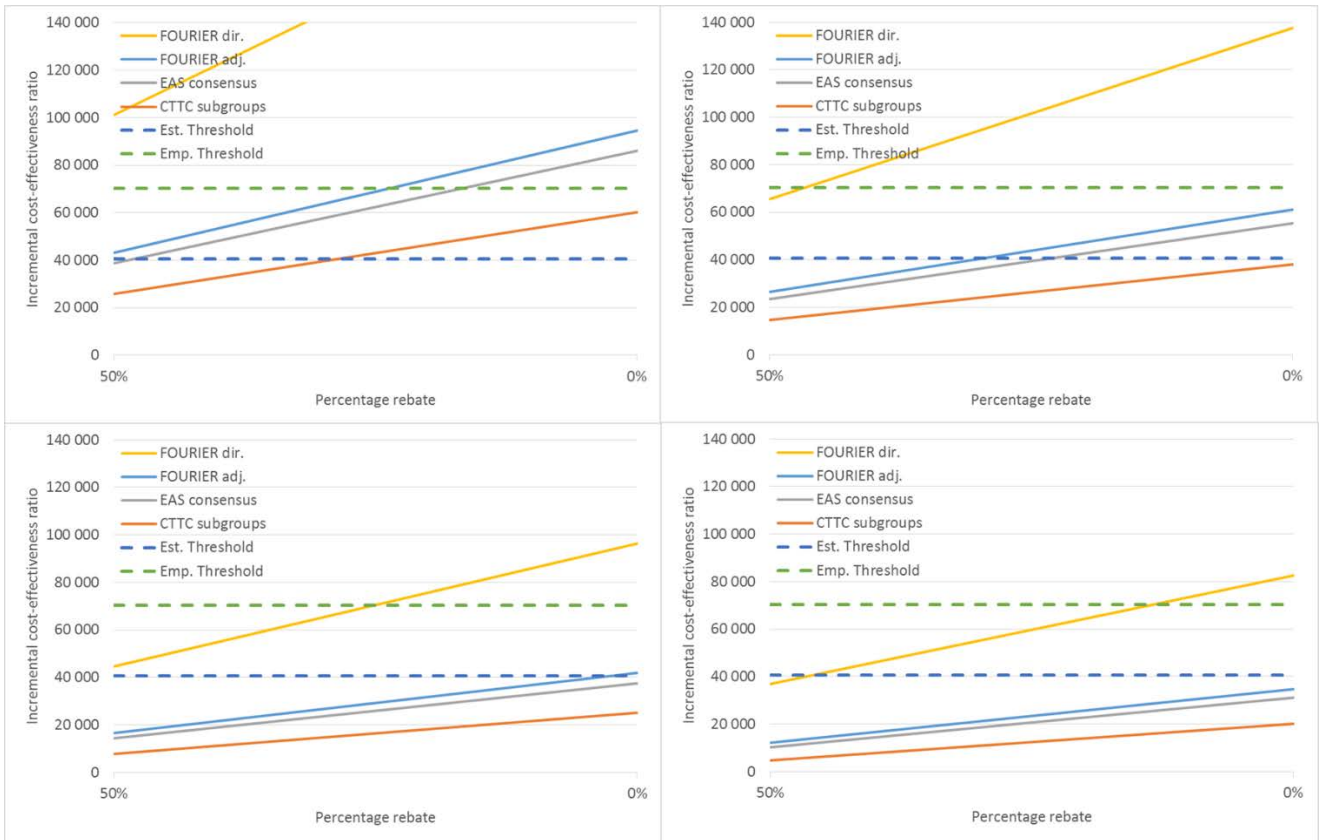 140 000
120 000
100 000
80 000
60 000
40 000
20 000
0
Incremental cost-effectiveness ratio
FOURIER dir.
FOURIER adj.
EAS consensus
CTTC subgroups
Est. Threshold
Emp. Threshold
50%
0%
Percentage rebate
140 000
120 000
100 000
80 000
60 000
40 000
20 000
0
Incremental cost-effectiveness ratio
FOURIER dir.
FOURIER adj.
EAS consensus
CTTC subgroups
Est. Threshold
Emp. Threshold
50%
0%
Percentage rebate
140 000
120 000
100 000
80 000
60 000
40 000
20 000
0
Incremental cost-effectiveness ratio
FOURIER dir.
FOURIER adj.
EAS consensus
CTTC subgroups
Est. Threshold
Emp. Threshold
50%
0%
Percentage rebate
140 000
120 000
100 000
80 000
60 000
40 000
20 000
0
Incremental cost-effectiveness ratio
FOURIER dir.
FOURIER adj.
EAS consensus
CTTC subgroups
Est. Threshold
Emp. Threshold
50%
0%
Percentage rebate